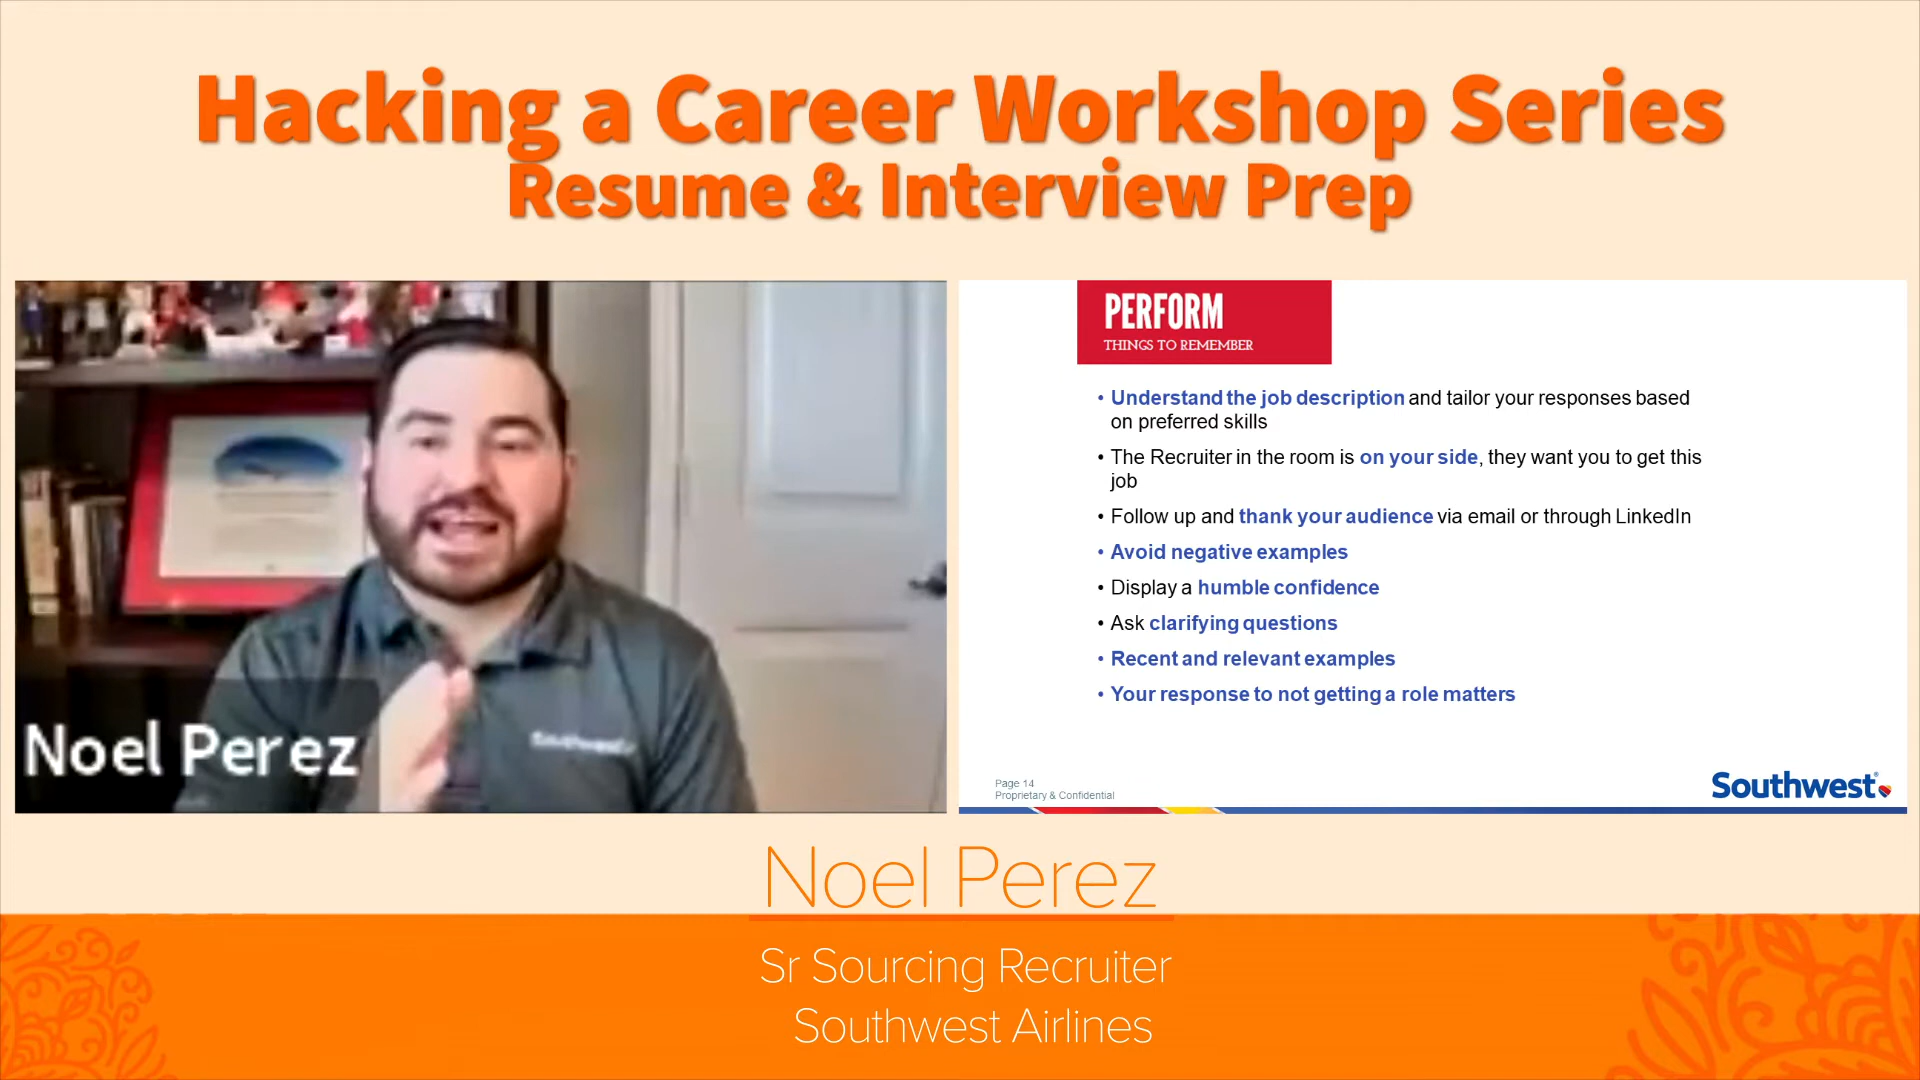 Hacking a Career Workshop Series
Resume & Interview Prep
Noel Perez
Southwest
PERFORM
THINGS TO REMEMBER
• Understand the job description and tailor your responses based
on preferred skills
• The Recruiter in the room is on your side, they want you to get this
job
• Follow up and thank your audience via email or through LinkedIn
• Avoid negative examples
• Display a humble confidence
• Ask clarifying questions
• Recent and relevant examples
• Your response to not getting a role matters
Page 14
Proprietary & Confidential
Southwest®
Noel Perez
Sr Sourcing Recruiter
Southwest Airlines